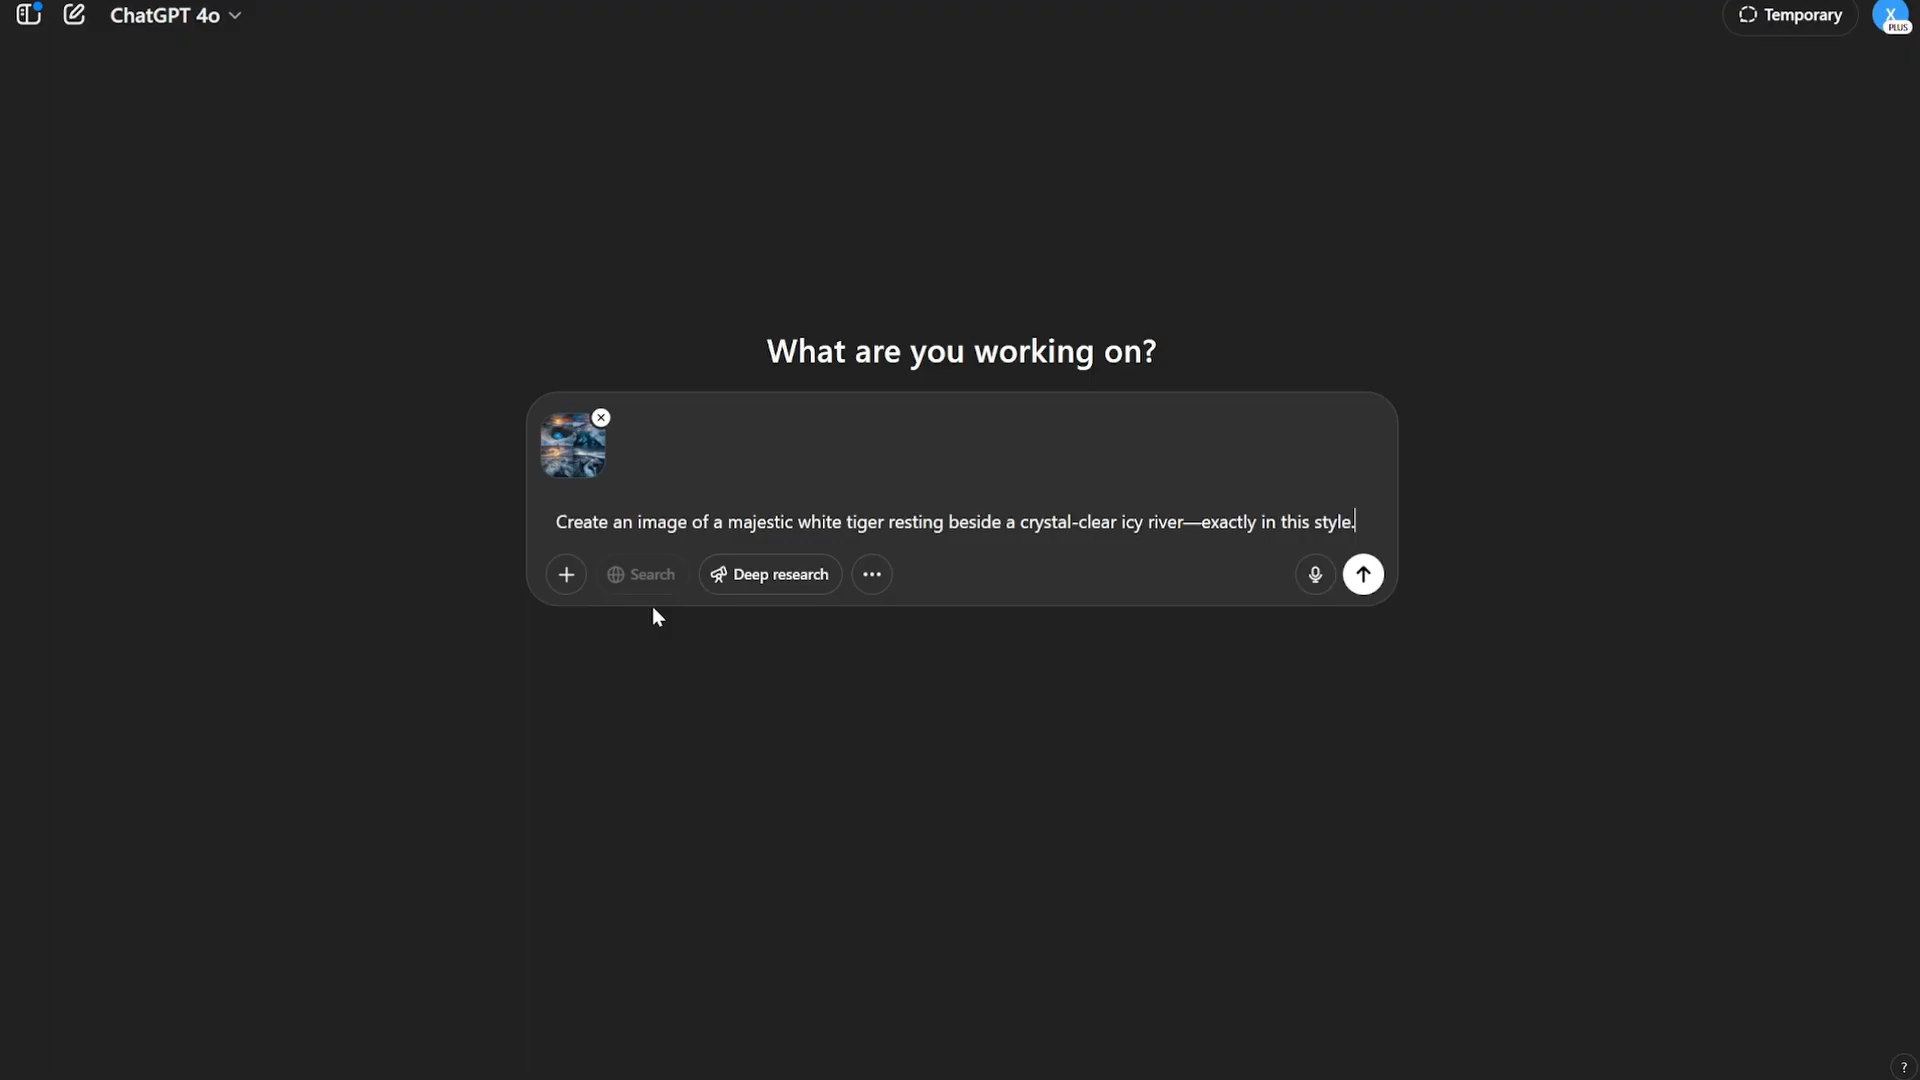 ChatGPT 4o
Temporary
X
PLUS
What are you working on?
Create an image of a majestic white tiger resting beside a crystal-clear icy river—exactly in this style.
Search
Deep research
?